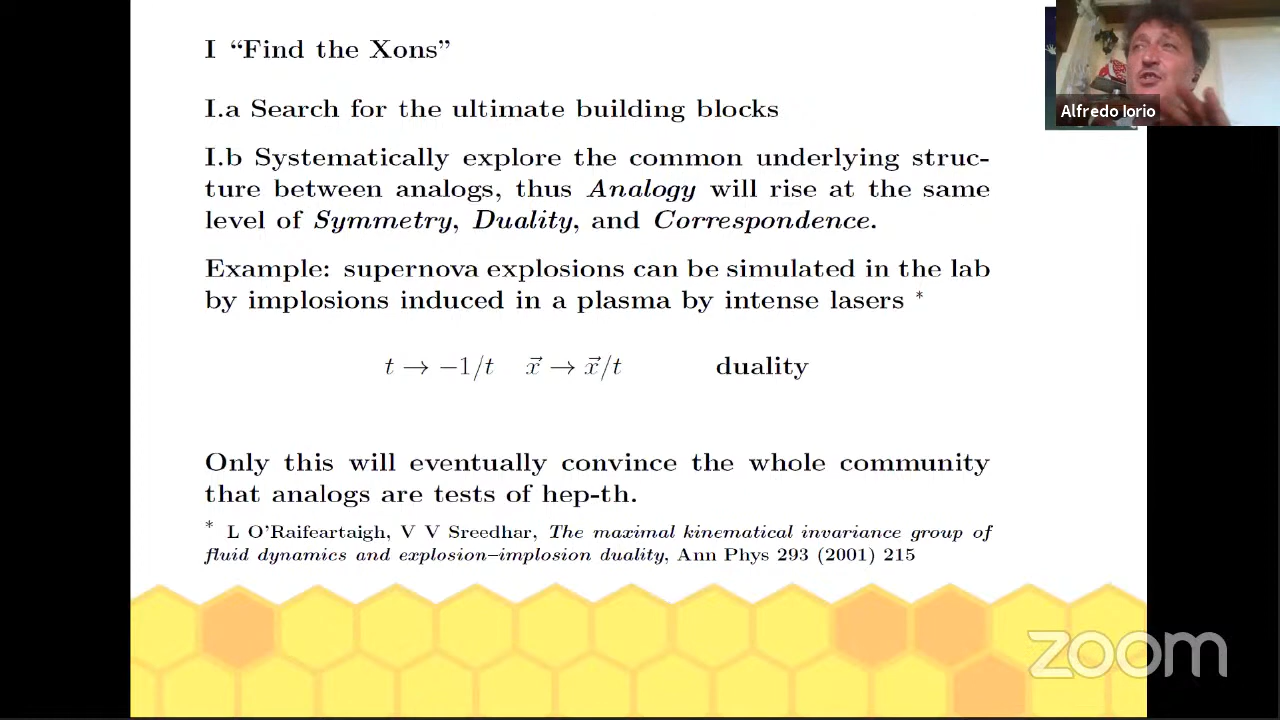 I “Find the Xons”
Alfredo Iorio
I.a Search for the ultimate building blocks
I.b Systematically explore the common underlying struc-
ture between analogs, thus Analogy will rise at the same
level of Symmetry, Duality, and Correspondence.
Example: supernova explosions can be simulated in the lab
by implosions induced in a plasma by intense lasers *
t → −1/t x⃗ → x⃗/t duality
Only this will eventually convince the whole community
that analogs are tests of hep-th.
* L O’Raifeartaigh, V V Sreedhar, The maximal kinematical invariance group of
fluid dynamics and explosion–implosion duality, Ann Phys 293 (2001) 215
zoom